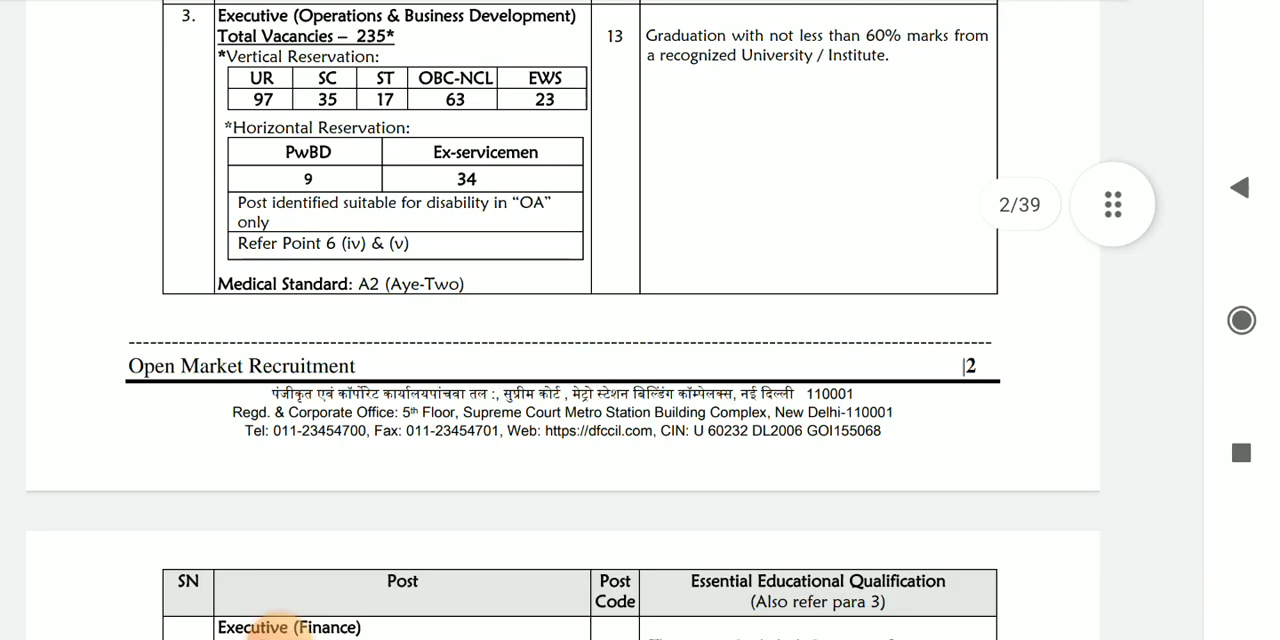 3. Executive (Operations & Business Development)
Total Vacancies – 235*
*Vertical Reservation:
UR SC ST OBC-NCL EWS
97 35 17 63 23
*Horizontal Reservation:
PwBD Ex-servicemen
9 34
Post identified suitable for disability in “OA”
only
Refer Point 6 (iv) & (v)
Medical Standard: A2 (Aye-Two)
13 Graduation with not less than 60% marks from
a recognized University / Institute.
2/39
Open Market Recruitment |2
पंजीकृत एवं कॉर्पोरेट कार्यालयपांचवा तल :, सुप्रीम कोर्ट , मेट्रो स्टेशन बिल्डिंग कॉम्पेलक्स, नई दिल्ली 110001
Regd. & Corporate Office: 5th Floor, Supreme Court Metro Station Building Complex, New Delhi-110001
Tel: 011-23454700, Fax: 011-23454701, Web: https://dfccil.com, CIN: U 60232 DL2006 GOI155068
SN Post Post Code Essential Educational Qualification
(Also refer para 3)
Executive (Finance)